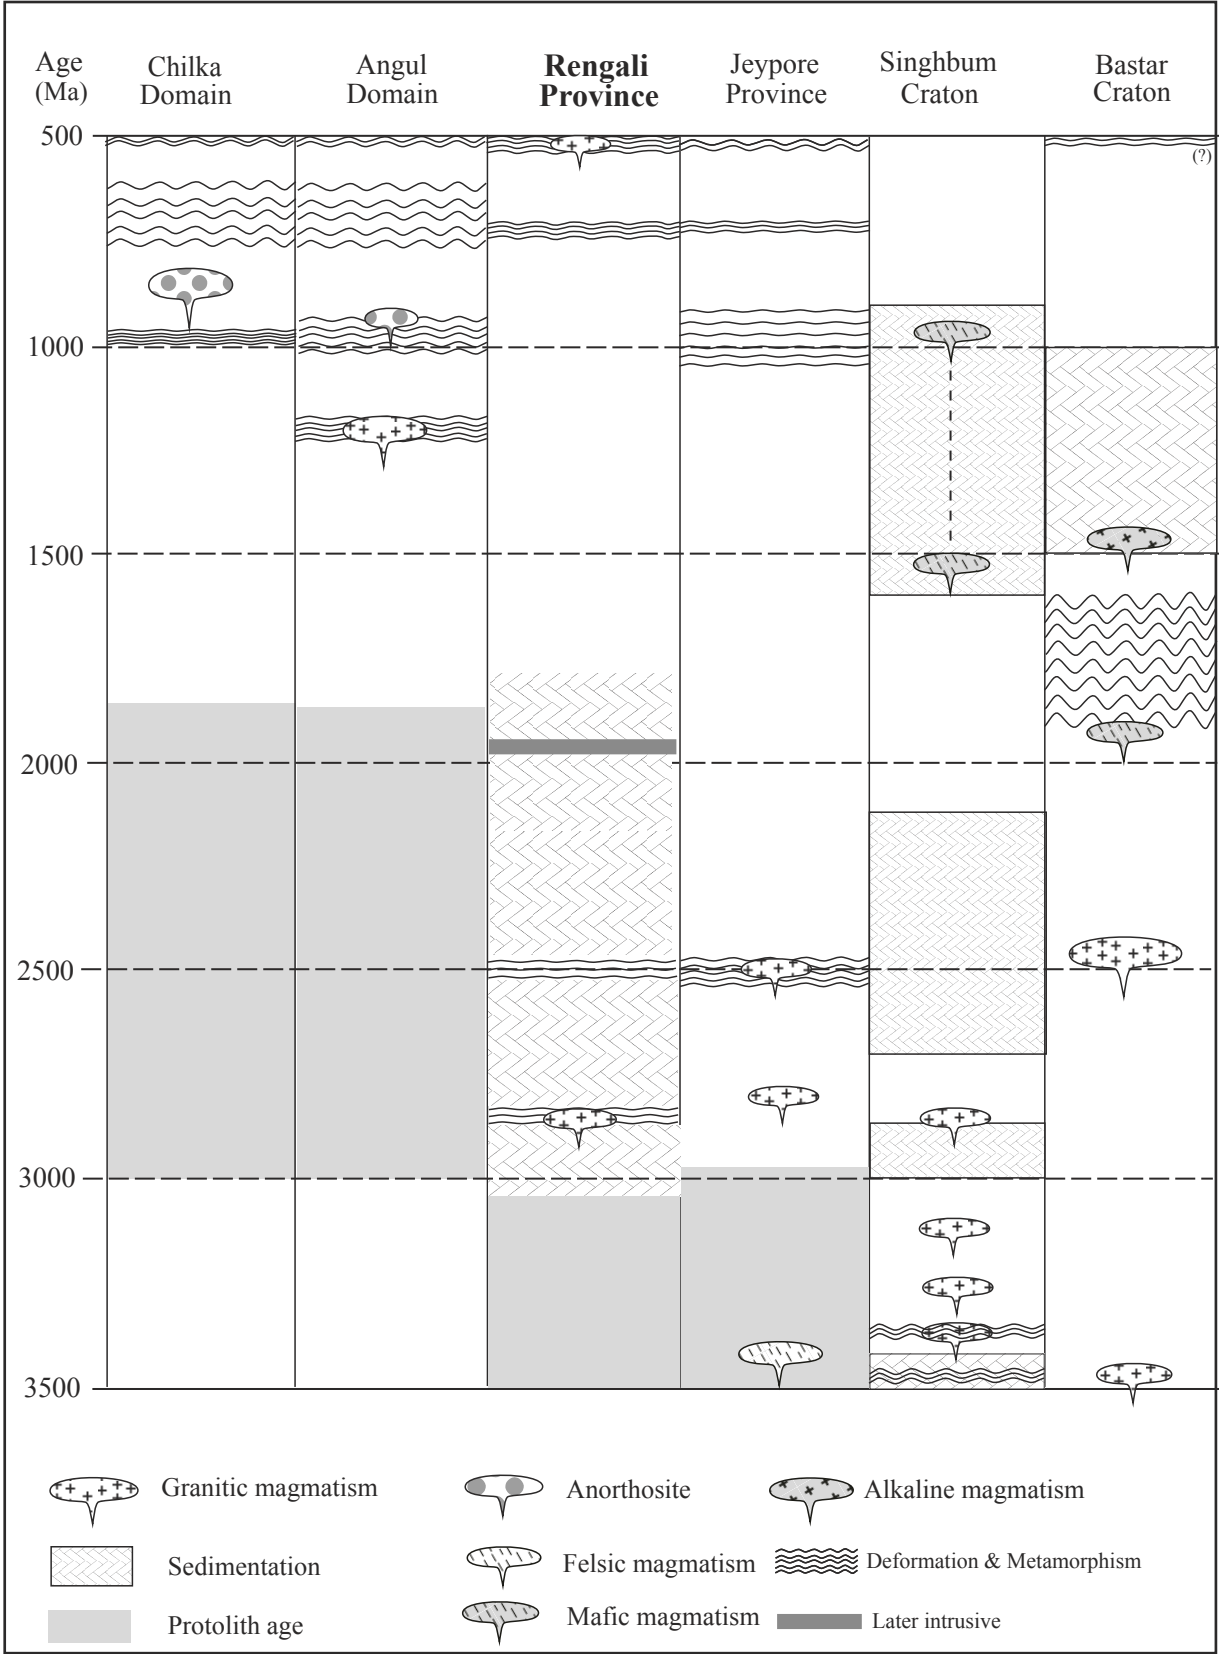 Age
(Ma)
Chilka
Domain
Angul
Domain
Rengali
Province
Jeypore
Province
Singhbum
Craton
Bastar
Craton
500
(?)
1000
1500
2000
2500
3000
3500
Granitic magmatism
Anorthosite
Alkaline magmatism
Sedimentation
Felsic magmatism
Deformation & Metamorphism
Protolith age
Mafic magmatism
Later intrusive